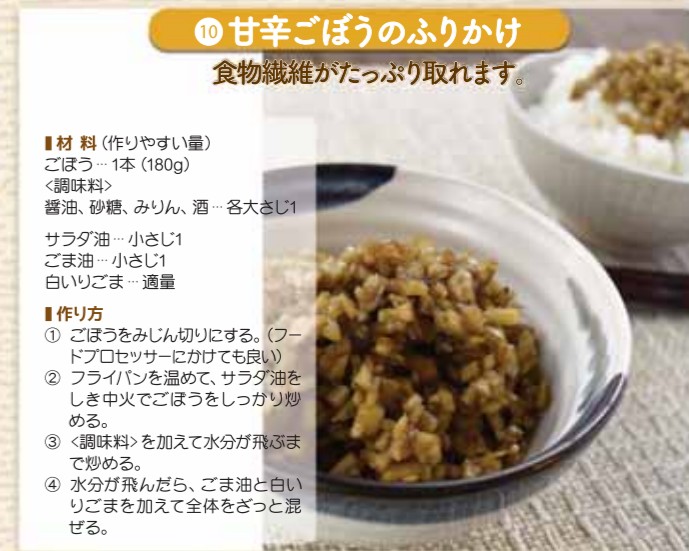 ⑩甘辛ごぼうのふりかけ
食物繊維がたっぷり取れます。
▌材 料（作りやすい量）
ごぼう…1本（180g）
<調味料>
醤油、砂糖、みりん、酒…各大さじ1
サラダ油…小さじ1
ごま油…小さじ1
白いりごま…適量
▌作り方
① ごぼうをみじん切りにする。（フー
ドプロセッサーにかけても良い）
② フライパンを温めて、サラダ油を
しき中火でごぼうをしっかり炒
める。
③ <調味料>を加えて水分が飛ぶま
で炒める。
④ 水分が飛んだら、ごま油と白い
りごまを加えて全体をざっと混
ぜる。